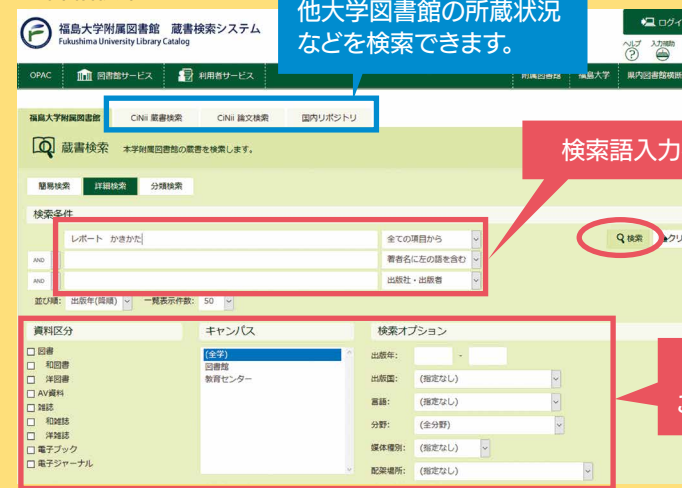 他大学図書館の所蔵状況
などを検索できます。
福島大学附属図書館 蔵書検索システム
Fukushima University Library Catalog
ログイ
ヘルプ 入力補助
OPAC 図書館サービス 利用者サービス 附属図書館 福島大学 県内図書館横断
福島大学附属図書館 CiNii 蔵書検索 CiNii 論文検索 国内リポジトリ
蔵書検索 本学附属図書館の蔵書を検索します。
検索語入力
簡易検索 詳細検索 分類検索
検索条件
レポート かきかた 全ての項目から 検索 クリ
AND 著者名に左の語を含む
AND 出版社・出版者
並び順: 出版年(降順) 一覧表示件数: 50
資料区分 キャンパス 検索オプション
図書 (全学) 出版年: -
和図書 図書館
洋図書 教育センター 出版国: (指定なし)
AV資料
雑誌 言語: (指定なし)
和雑誌 分野: (全分野)
洋雑誌
電子ブック 媒体種別: (指定なし)
電子ジャーナル 配架場所: (指定なし)